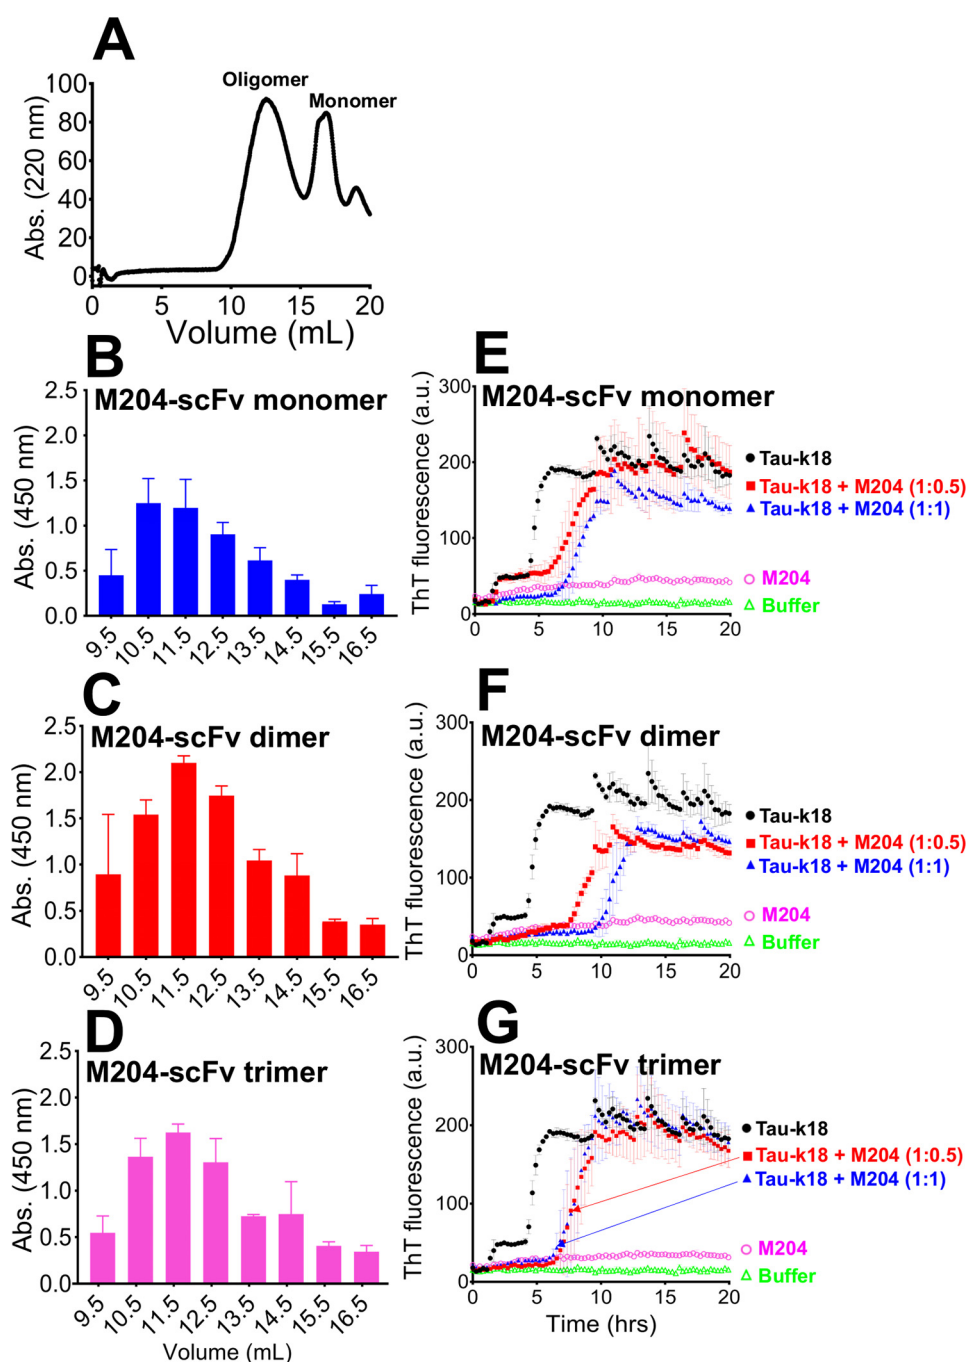 A
Oligomer
Monomer
Abs. (220 nm)
100
80
60
40
20
0
0 5 10 15 20
Volume (mL)
B
M204-scFv monomer
Abs. (450 nm)
2.5
2.0
1.5
1.0
0.5
0.0
9.5 10.5 11.5 12.5 13.5 14.5 15.5 16.5
C
M204-scFv dimer
Abs. (450 nm)
2.5
2.0
1.5
1.0
0.5
0.0
9.5 10.5 11.5 12.5 13.5 14.5 15.5 16.5
D
M204-scFv trimer
Abs. (450 nm)
2.5
2.0
1.5
1.0
0.5
0.0
9.5 10.5 11.5 12.5 13.5 14.5 15.5 16.5
Volume (mL)
E
M204-scFv monomer
ThT fluorescence (a.u.)
300
200
100
0
0 5 10 15 20
Tau-k18
Tau-k18 + M204 (1:0.5)
Tau-k18 + M204 (1:1)
M204
Buffer
F
M204-scFv dimer
ThT fluorescence (a.u.)
300
200
100
0
0 5 10 15 20
Tau-k18
Tau-k18 + M204 (1:0.5)
Tau-k18 + M204 (1:1)
M204
Buffer
G
M204-scFv trimer
ThT fluorescence (a.u.)
300
200
100
0
0 5 10 15 20
Time (hrs)
Tau-k18
Tau-k18 + M204 (1:0.5)
Tau-k18 + M204 (1:1)
M204
Buffer